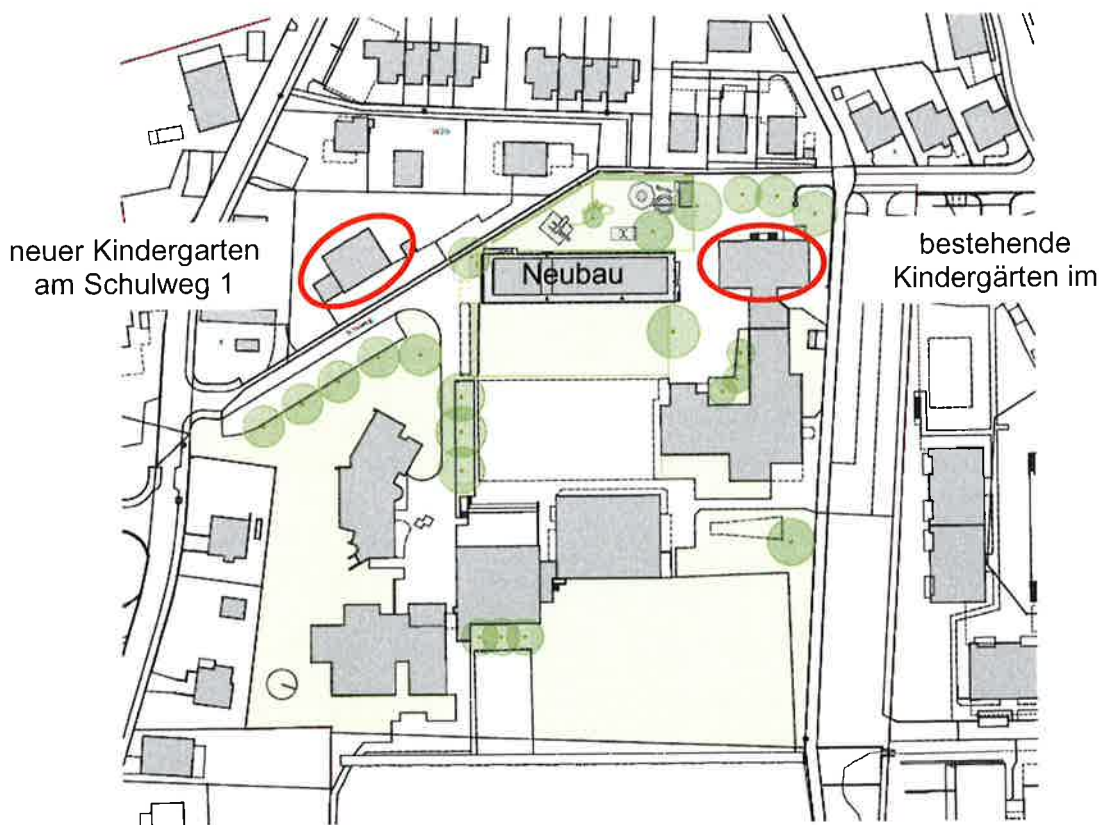 neuer Kindergarten
am Schulweg 1
Neubau
bestehende
Kindergärten im